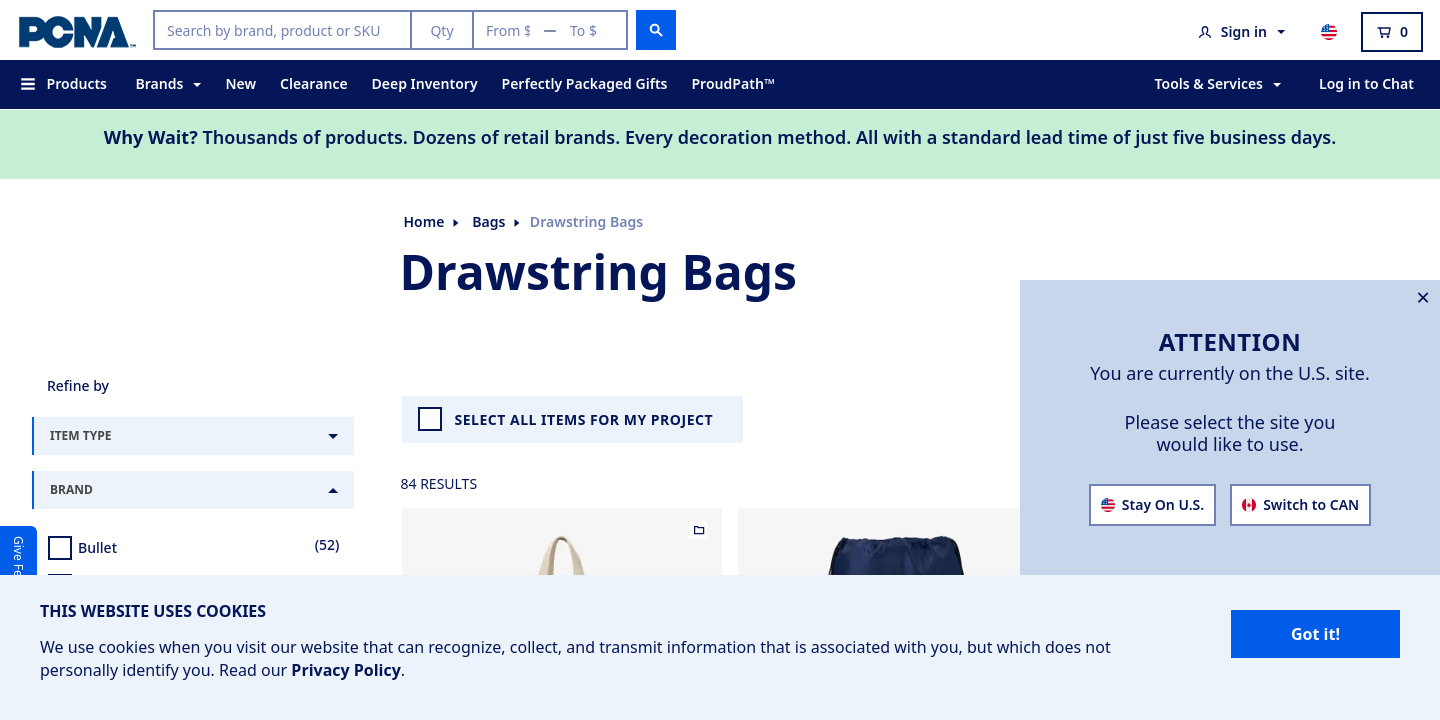 PCNA™
Search by brand, product or SKU
Qty
From $ — To $
Sign in
0
Products
Brands
New
Clearance
Deep Inventory
Perfectly Packaged Gifts
ProudPath™
Tools & Services
Log in to Chat
Why Wait? Thousands of products. Dozens of retail brands. Every decoration method. All with a standard lead time of just five business days.
Home
Bags
Drawstring Bags
Drawstring Bags
ATTENTION
You are currently on the U.S. site.
Please select the site you
would like to use.
Stay On U.S.
Switch to CAN
Refine by
ITEM TYPE
BRAND
Bullet
(52)
SELECT ALL ITEMS FOR MY PROJECT
84 RESULTS
Give Fe
THIS WEBSITE USES COOKIES
We use cookies when you visit our website that can recognize, collect, and transmit information that is associated with you, but which does not
personally identify you. Read our Privacy Policy.
Got it!